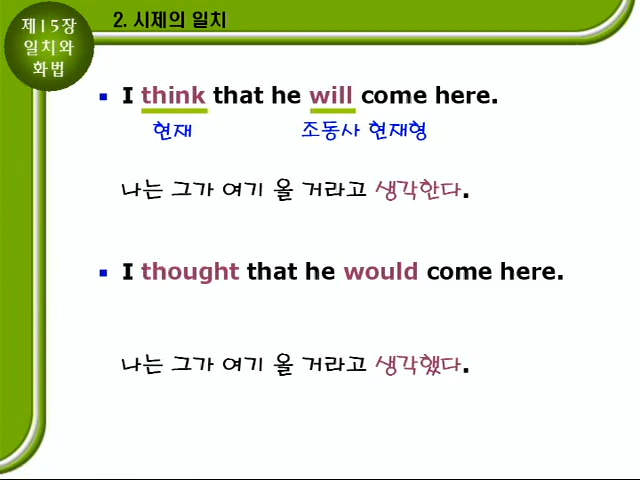 제15장
일치와
화법
2. 시제의 일치
I think that he will come here.
현재 조동사 현재형
나는 그가 여기 올 거라고 생각한다.
I thought that he would come here.
나는 그가 여기 올 거라고 생각했다.